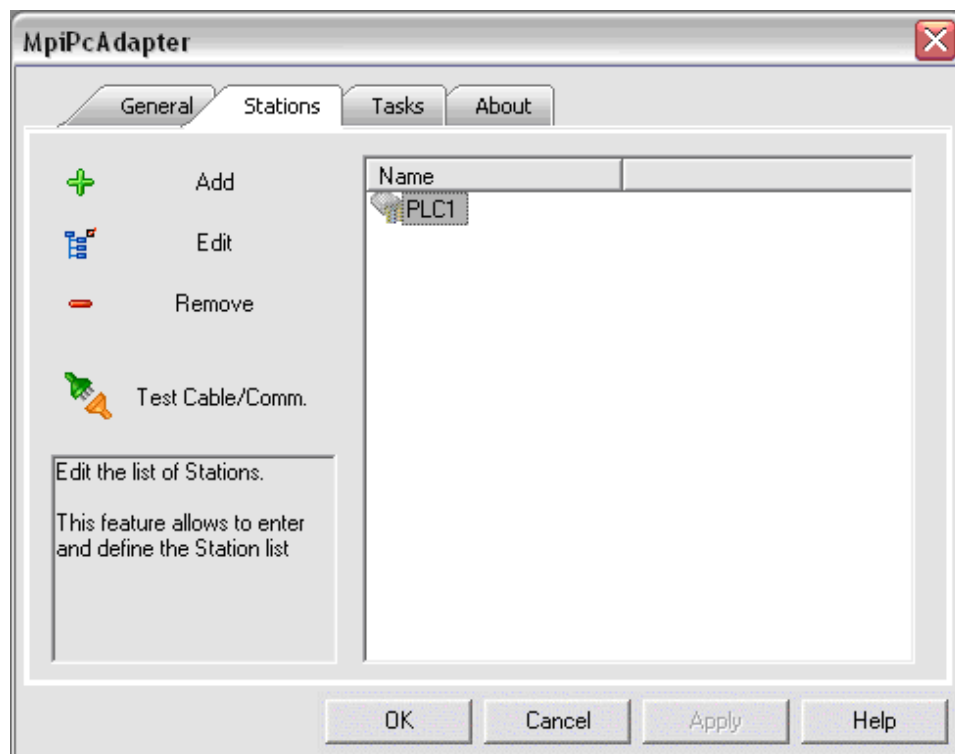 MpiPcAdapter
General Stations Tasks About
Add
Edit
Remove
Test Cable/Comm.
Edit the list of Stations.
This feature allows to enter
and define the Station list
Name
PLC1
OK Cancel Apply Help